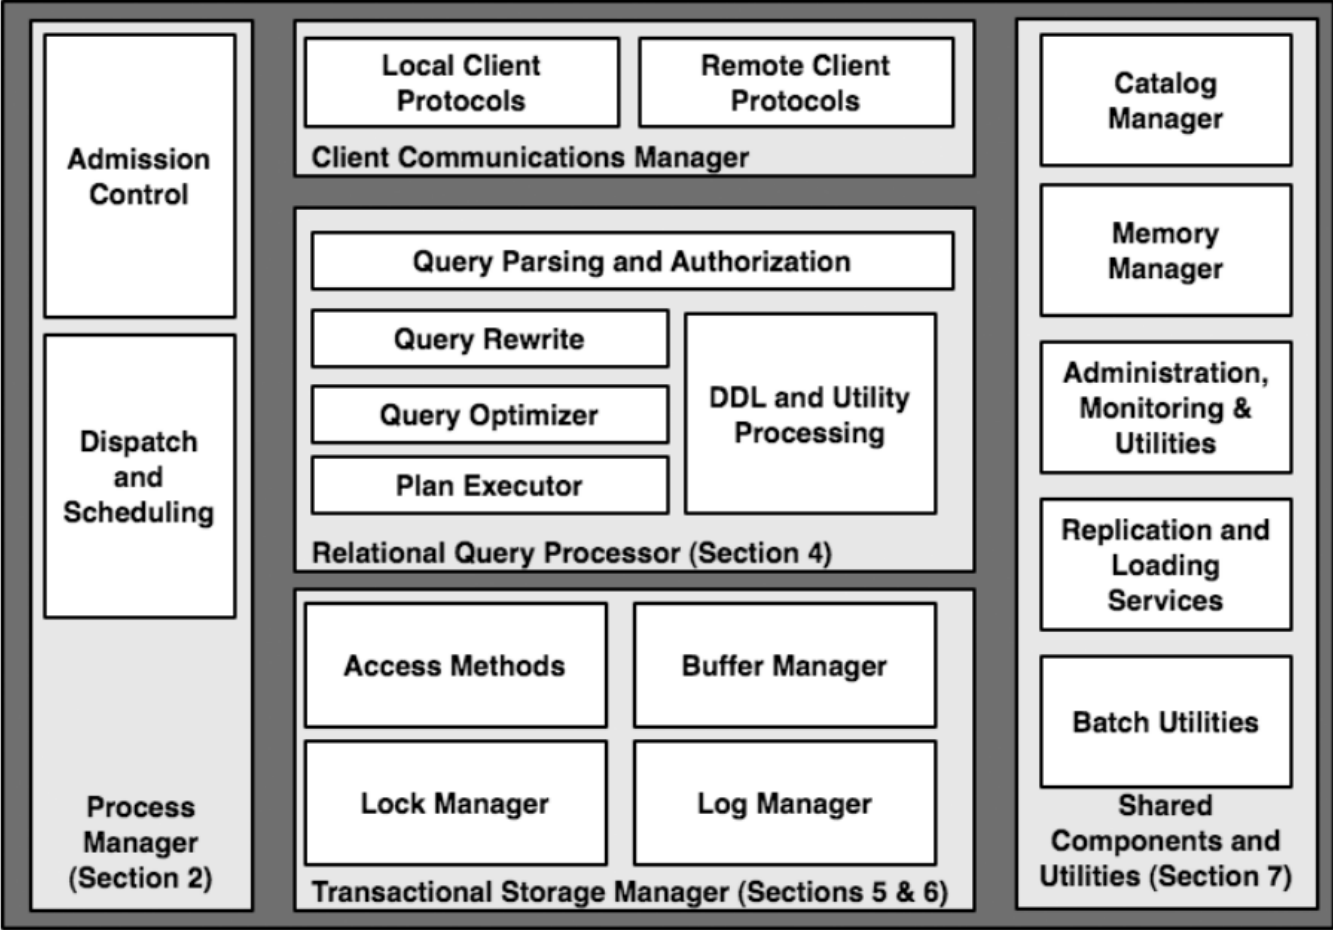 Admission
Control
Dispatch
and
Scheduling
Process
Manager
(Section 2)
Local Client
Protocols
Remote Client
Protocols
Client Communications Manager
Query Parsing and Authorization
Query Rewrite
Query Optimizer
Plan Executor
DDL and Utility
Processing
Relational Query Processor (Section 4)
Access Methods
Buffer Manager
Lock Manager
Log Manager
Transactional Storage Manager (Sections 5 & 6)
Catalog
Manager
Memory
Manager
Administration,
Monitoring &
Utilities
Replication and
Loading
Services
Batch Utilities
Shared
Components and
Utilities (Section 7)